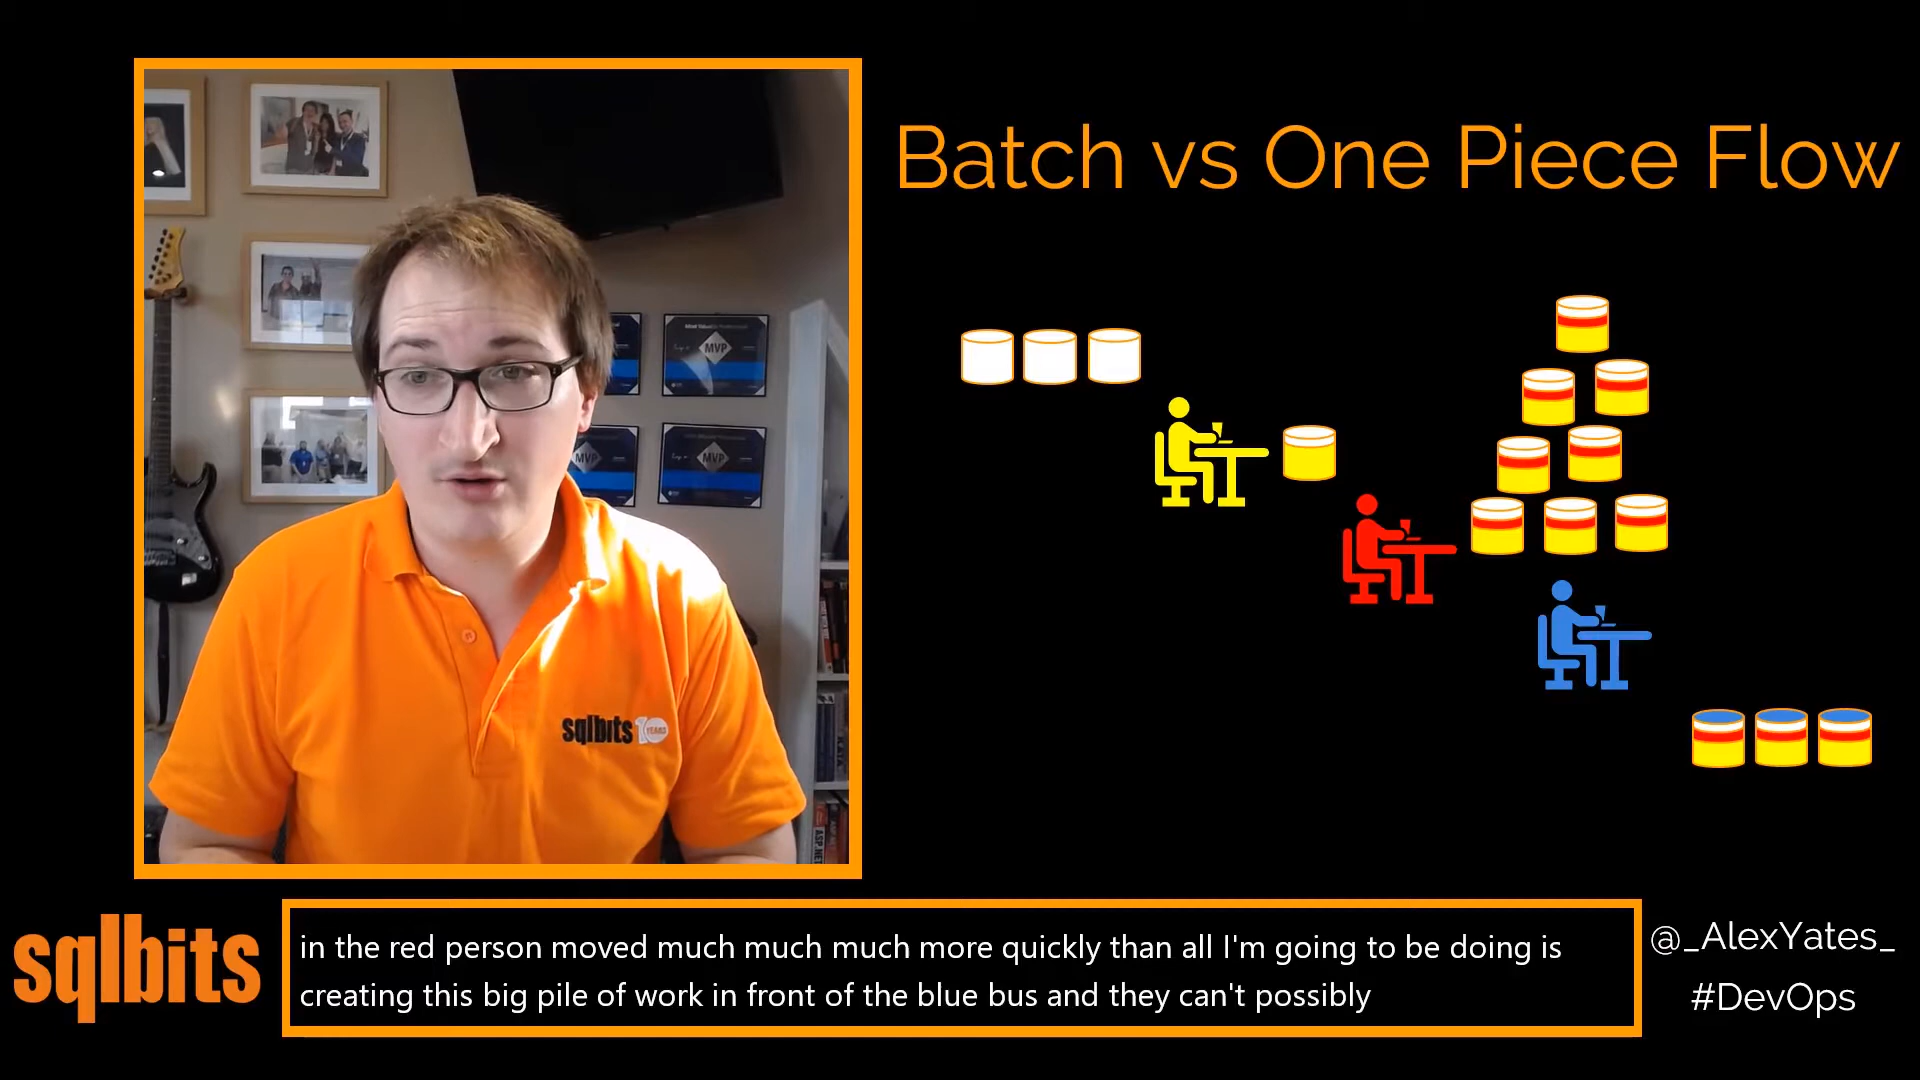 Batch vs One Piece Flow
MVP
MVP
MVP
sqlbits 10 YEARS
sqlbits
in the red person moved much much much more quickly than all I'm going to be doing is
creating this big pile of work in front of the blue bus and they can't possibly
@_AlexYates_
#DevOps